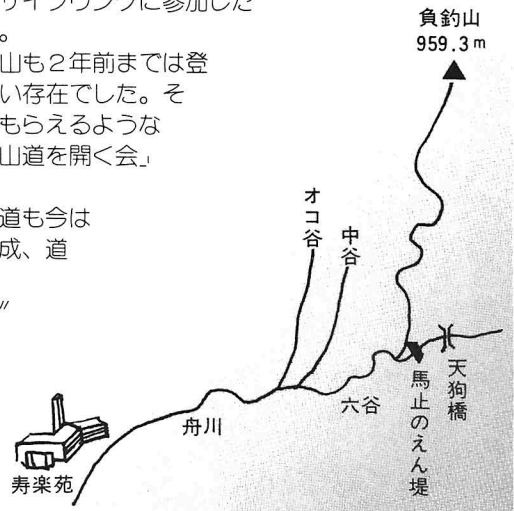 サイクリングに参加した
。
山も2年前までは登
い存在でした。そ
もらえるような
山道を開く会」
道も今は
成、道
〃
負釣山
959.3m
オコ谷
中谷
天狗橋
馬止のえん堤
六谷
舟川
寿楽苑